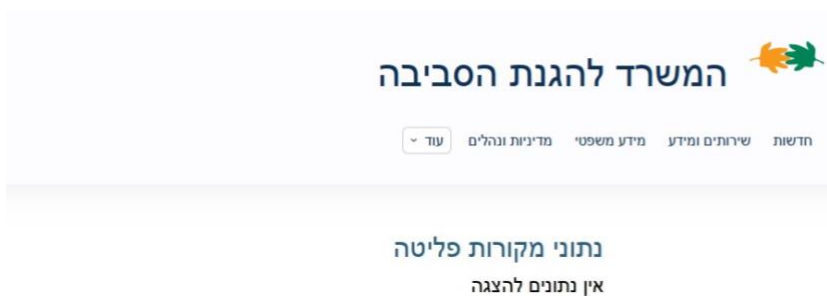 המשרד להגנת הסביבה
חדשות שירותים ומידע מידע משפטי מדיניות ונהלים עוד
נתוני מקורות פליטה
אין נתונים להצגה